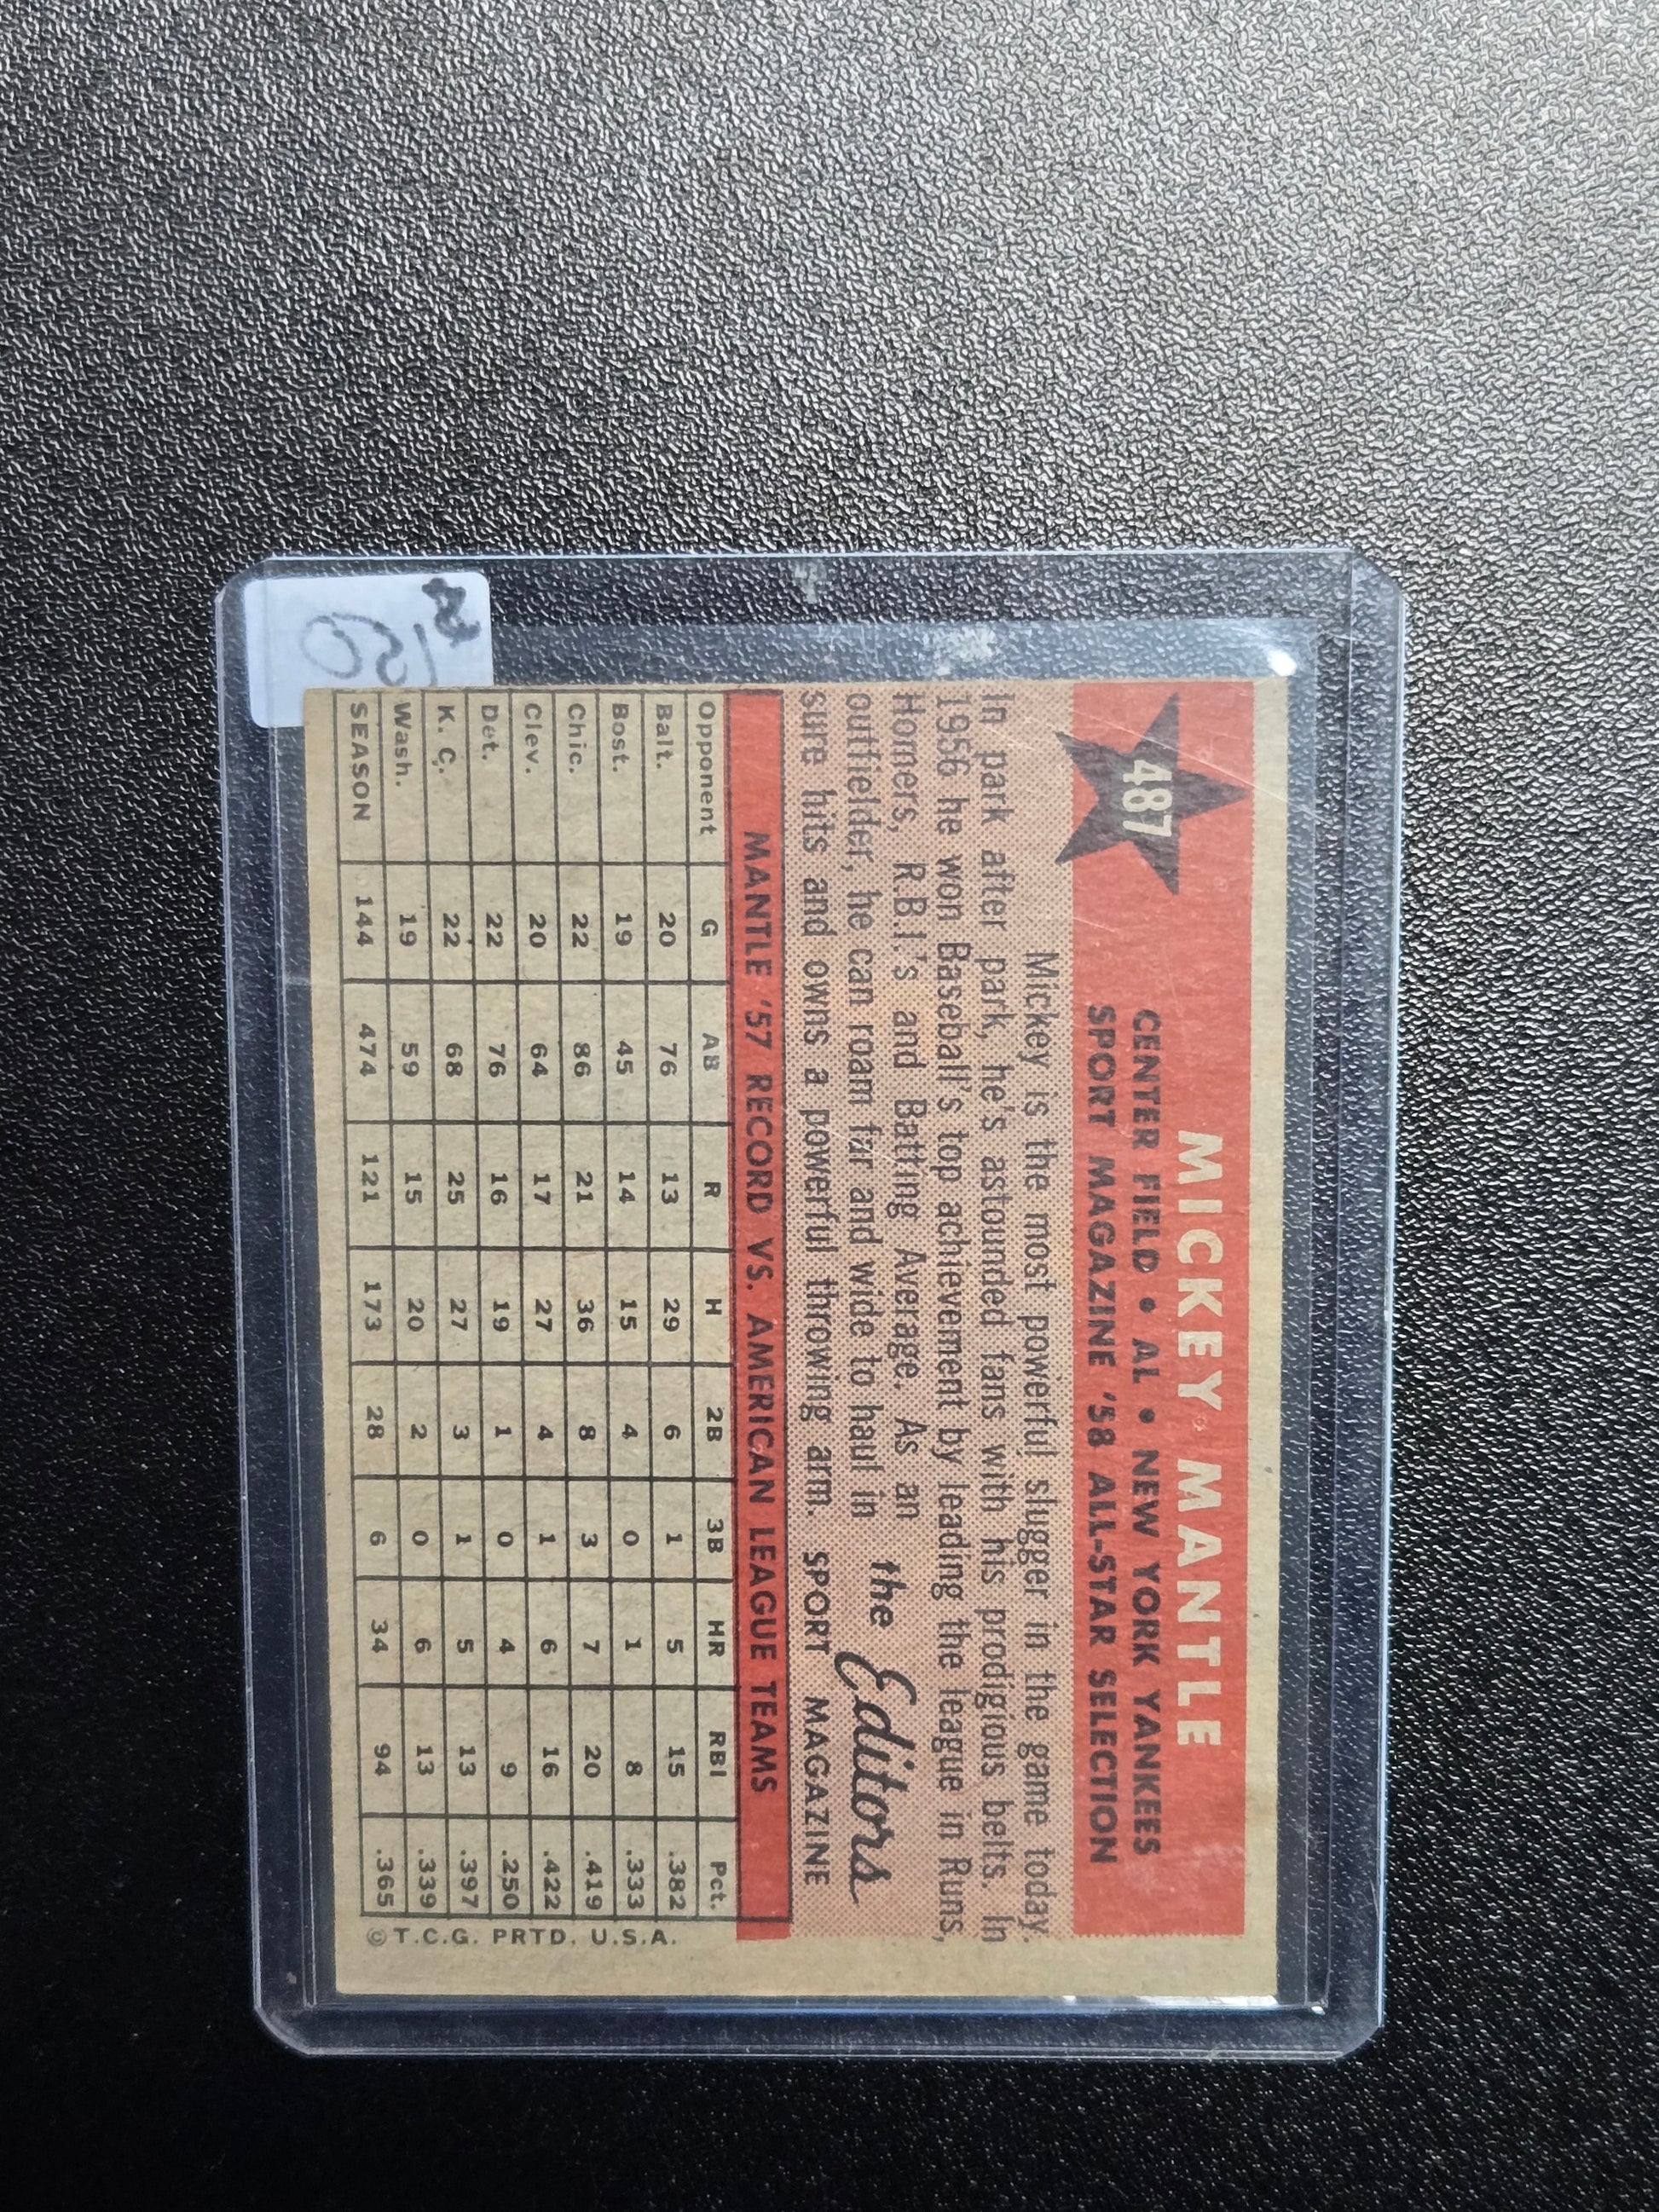 487
MICKEY MANTLE
CENTER FIELD • AL • NEW YORK YANKEES
SPORT MAGAZINE '58 ALL-STAR SELECTION
Mickey is the most powerful slugger in the game today.
In park after park, he's astounded fans with his prodigious belts. In
1956 he won Baseball's top achievement by leading the league in Runs,
Homers, R.B.I.'s and Batting Average. As an
outfielder, he can roam far and wide to haul in
sure hits and owns a powerful throwing arm.
the Editors
SPORT MAGAZINE
MANTLE '57 RECORD VS. AMERICAN LEAGUE TEAMS
Opponent G AB R H 2B 3B HR RBI Pct.
Balt. 20 76 13 29 6 1 5 15 .382
Bost. 19 45 14 15 4 0 1 8 .333
Chic. 22 86 21 36 8 3 7 20 .419
Clev. 20 64 17 27 4 1 6 16 .422
Det. 22 76 16 19 1 0 4 9 .250
K. C. 22 68 25 27 3 1 5 13 .397
Wash. 19 59 15 20 2 0 6 13 .339
SEASON 144 474 121 173 28 6 34 94 .365
© T.C.G. PRTD. U.S.A.